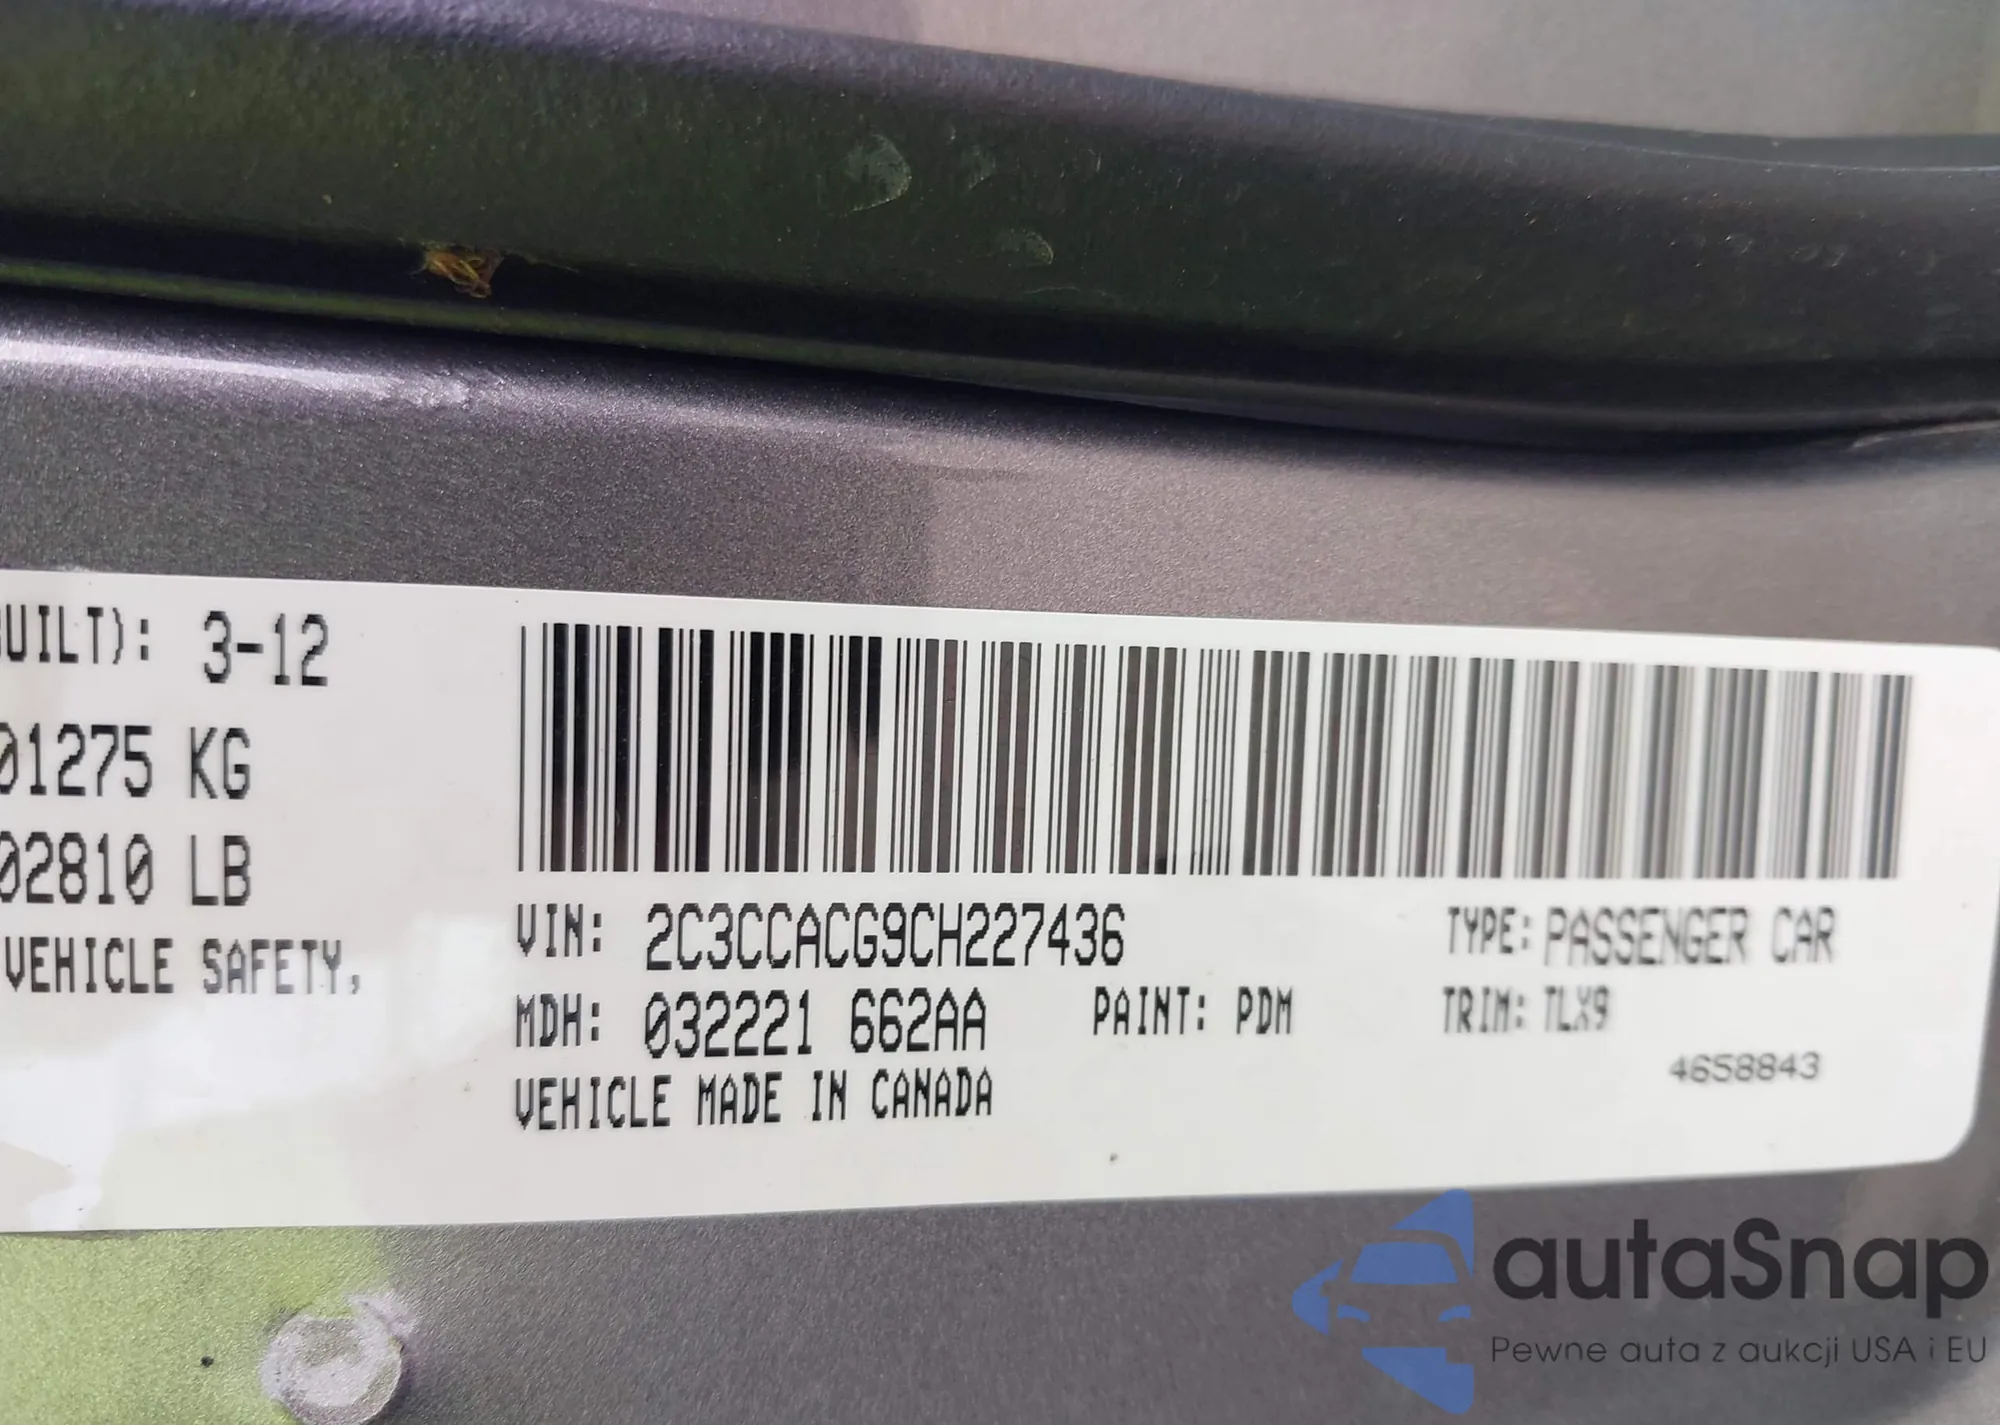 BUILT): 3-12
01275 KG
02810 LB
VEHICLE SAFETY,
VIN: 2C3CCACG9CH227436
TYPE: PASSENGER CAR
MDH: 032221 662AA
PAINT: PDM
TRIM: TLX9
VEHICLE MADE IN CANADA
4658843
autaSnap
Pewne auta z aukcji USA i EU